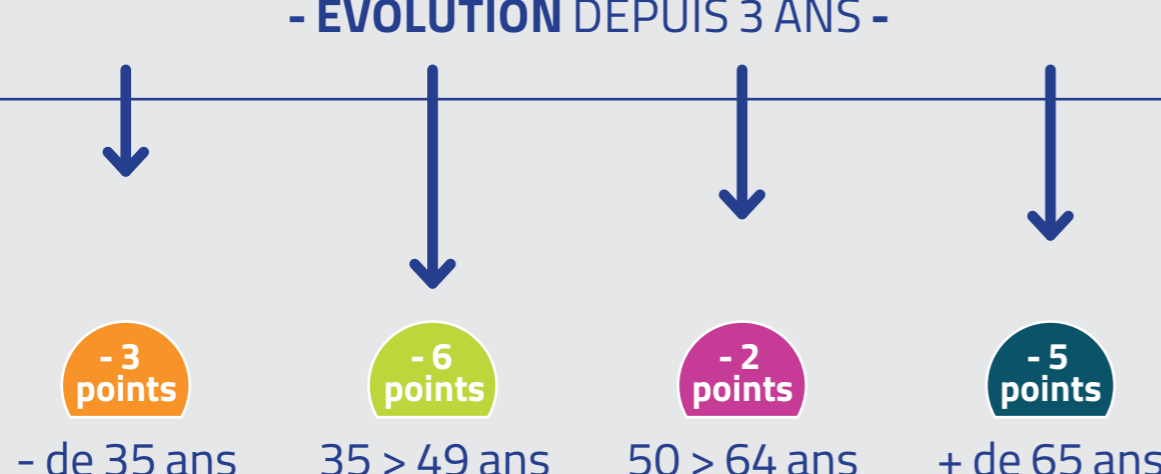 - EVOLUTION DEPUIS 3 ANS -
- 3
points
- 6
points
- 2
points
- 5
points
- de 35 ans
35 > 49 ans
50 > 64 ans
+ de 65 ans